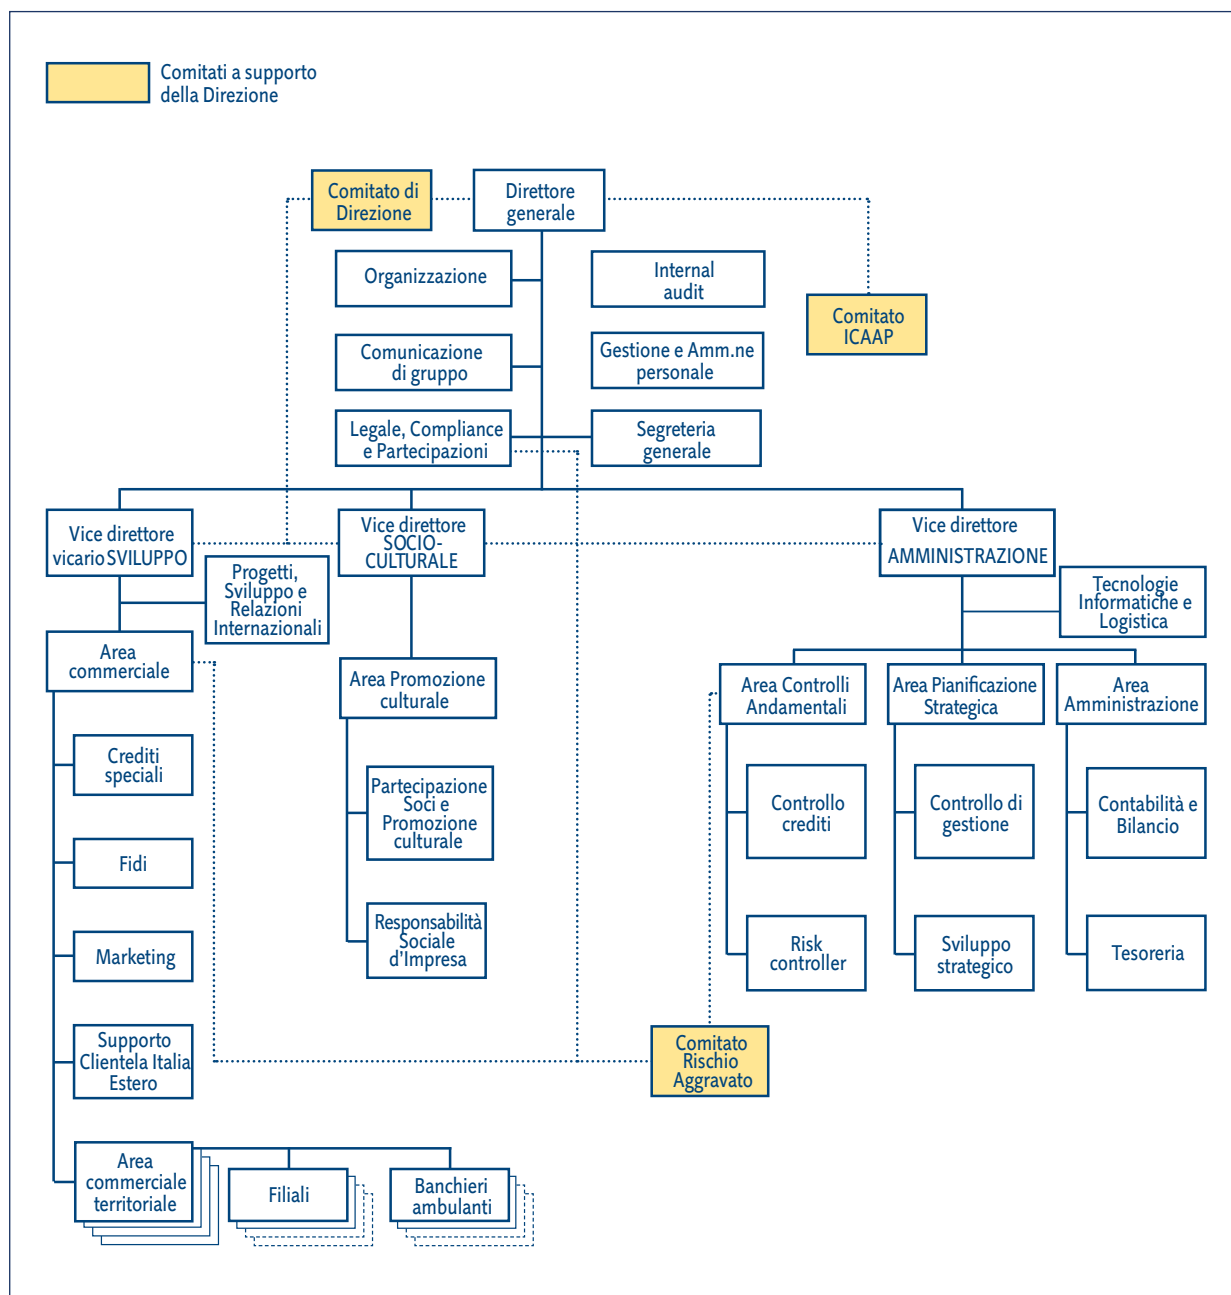 Comitati a supporto
della Direzione
Comitato di
Direzione
Direttore
generale
Organizzazione
Internal
audit
Comitato
ICAAP
Comunicazione
di gruppo
Gestione e Amm.ne
personale
Legale, Compliance
e Partecipazioni
Segreteria
generale
Vice direttore
vicario SVILUPPO
Vice direttore
SOCIO-
CULTURALE
Vice direttore
AMMINISTRAZIONE
Progetti,
Sviluppo e
Relazioni
Internazionali
Tecnologie
Informatiche e
Logistica
Area
commerciale
Area Promozione
culturale
Area Controlli
Andamentali
Area Pianificazione
Strategica
Area
Amministrazione
Crediti
speciali
Partecipazione
Soci e
Promozione
culturale
Controllo
crediti
Controllo di
gestione
Contabilità e
Bilancio
Fidi
Responsabilità
Sociale
d'Impresa
Marketing
Risk
controller
Sviluppo
strategico
Tesoreria
Supporto
Clientela Italia
Estero
Comitato
Rischio
Aggravato
Area
commerciale
territoriale
Filiali
Banchieri
ambulanti